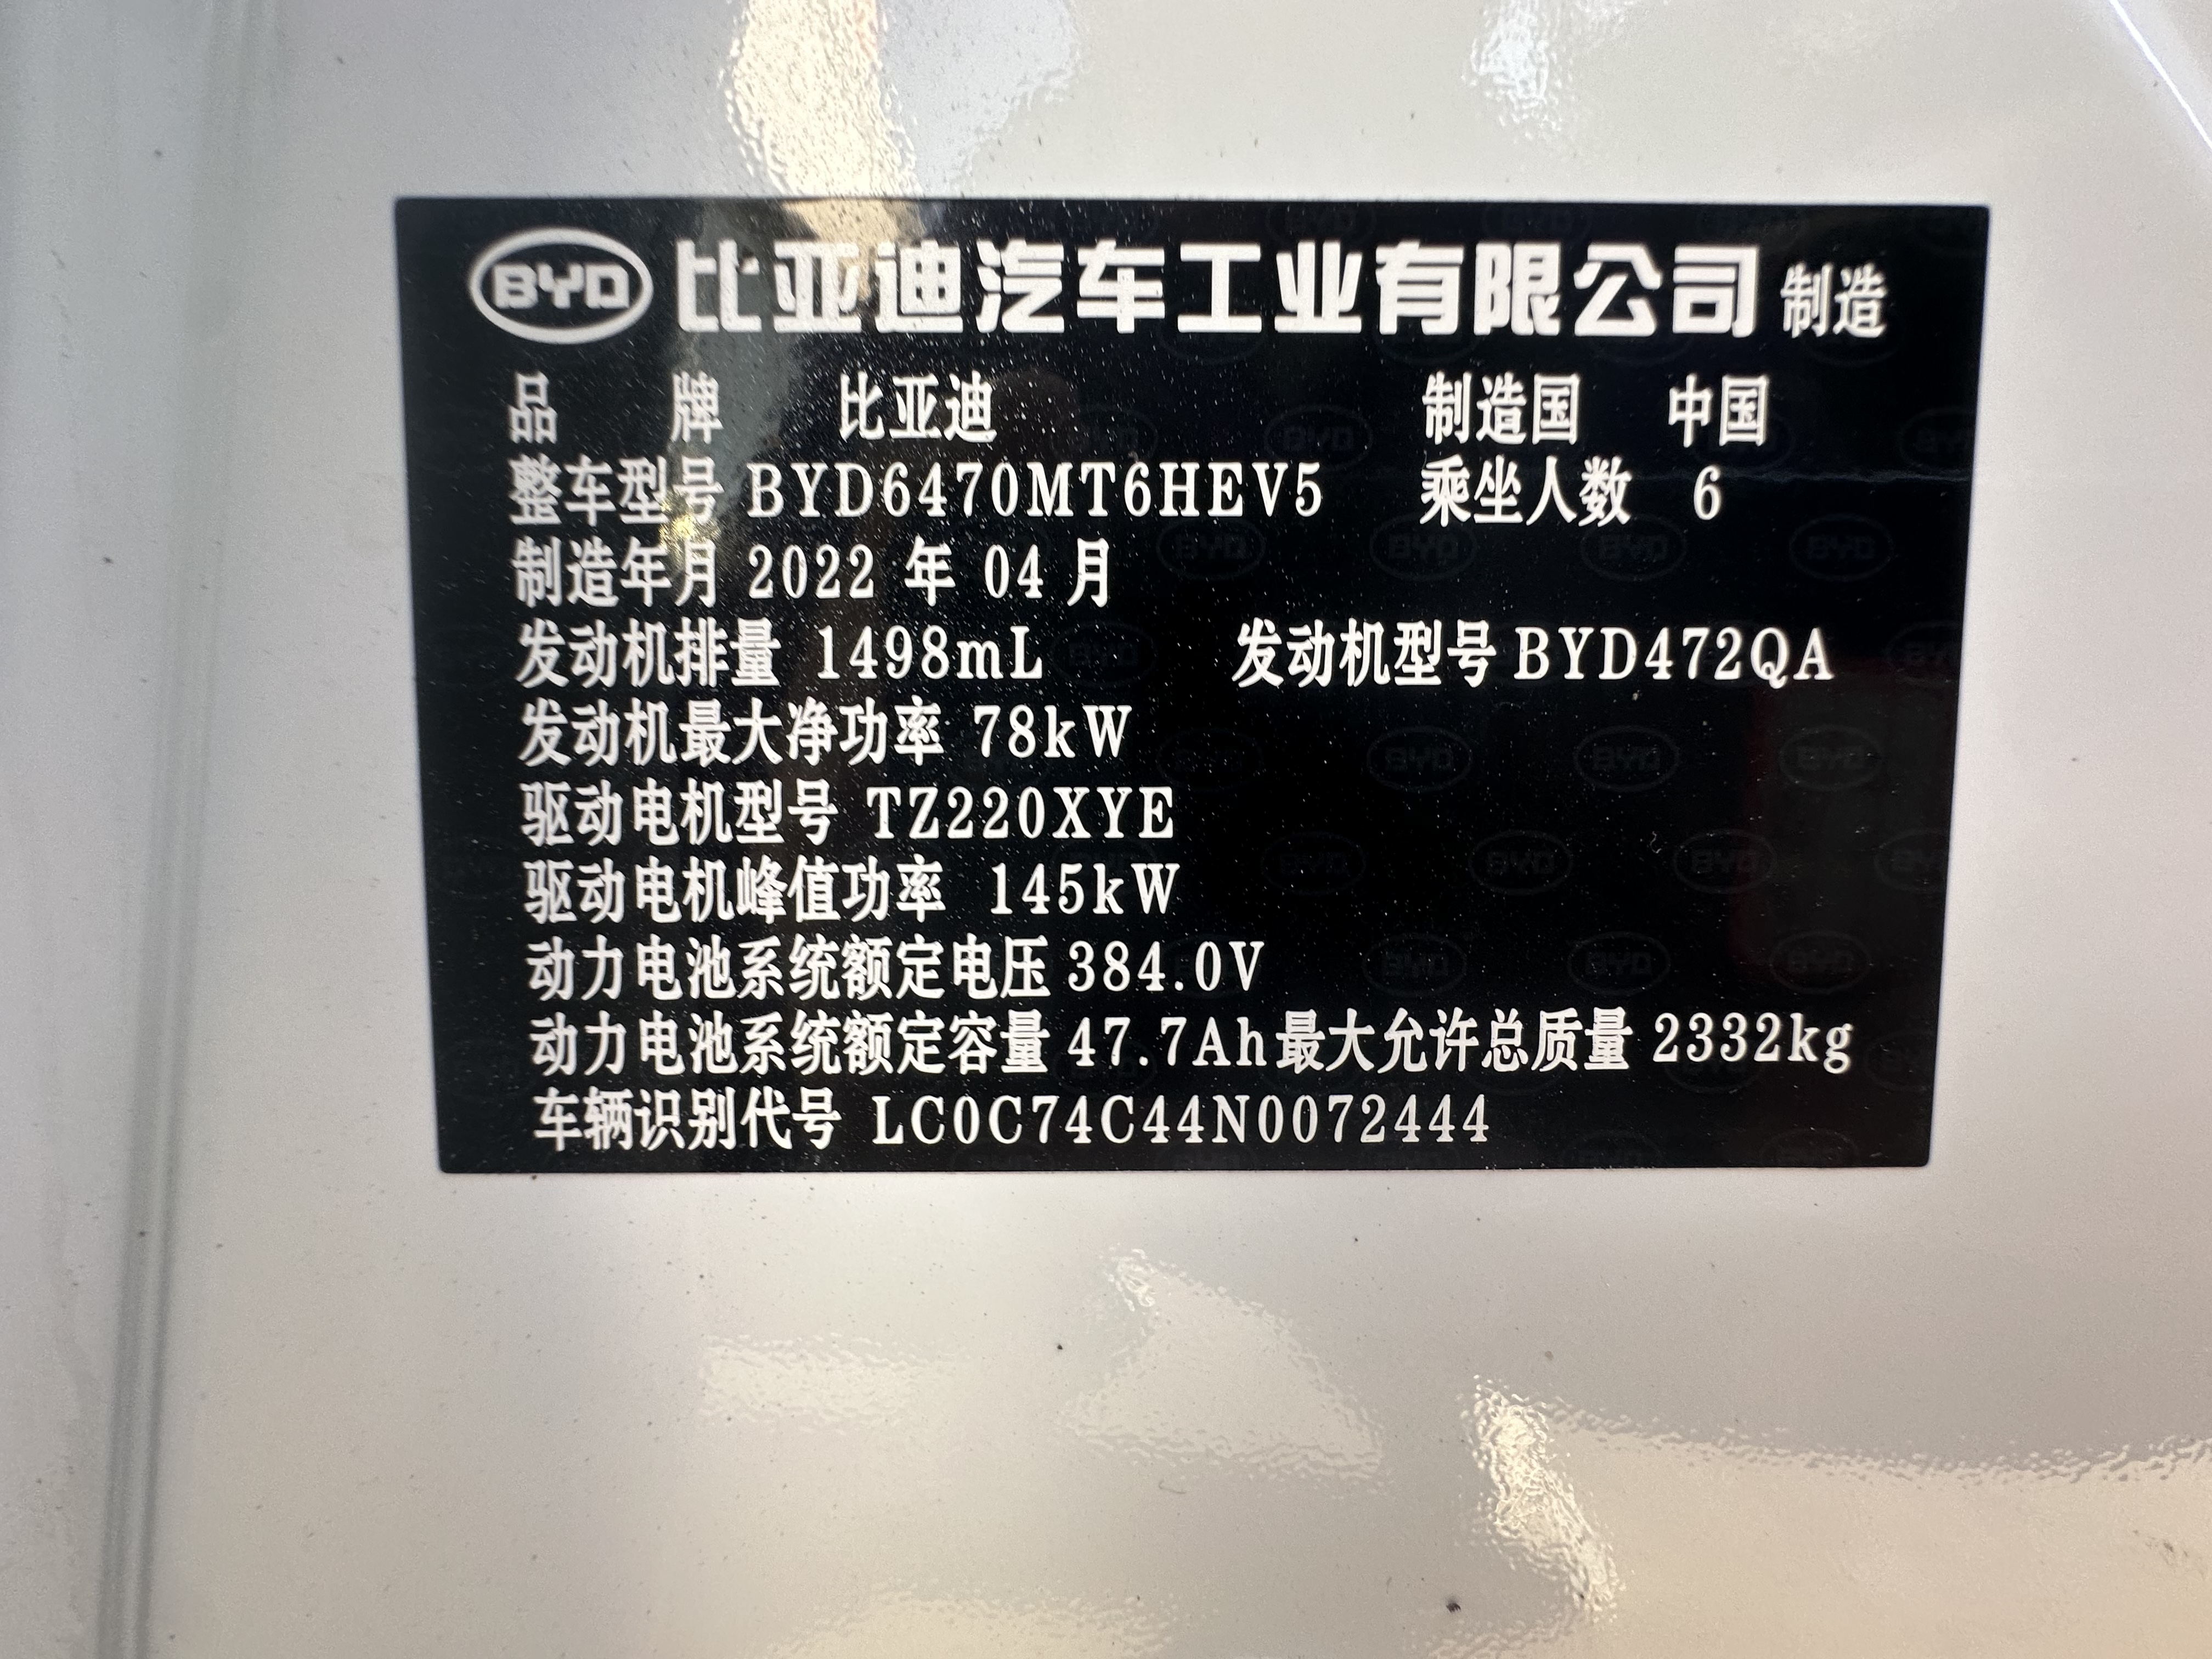 BYD 比亚迪汽车工业有限公司 制造
品 牌 比亚迪 制造国 中国
整车型号 BYD6470MT6HEV5 乘坐人数 6
制造年月 2022 年 04 月
发动机排量 1498mL 发动机型号 BYD472QA
发动机最大净功率 78kW
驱动电机型号 TZ220XYE
驱动电机峰值功率 145kW
动力电池系统额定电压 384.0V
动力电池系统额定容量 47.7Ah 最大允许总质量 2332kg
车辆识别代号 LC0C74C44N0072444